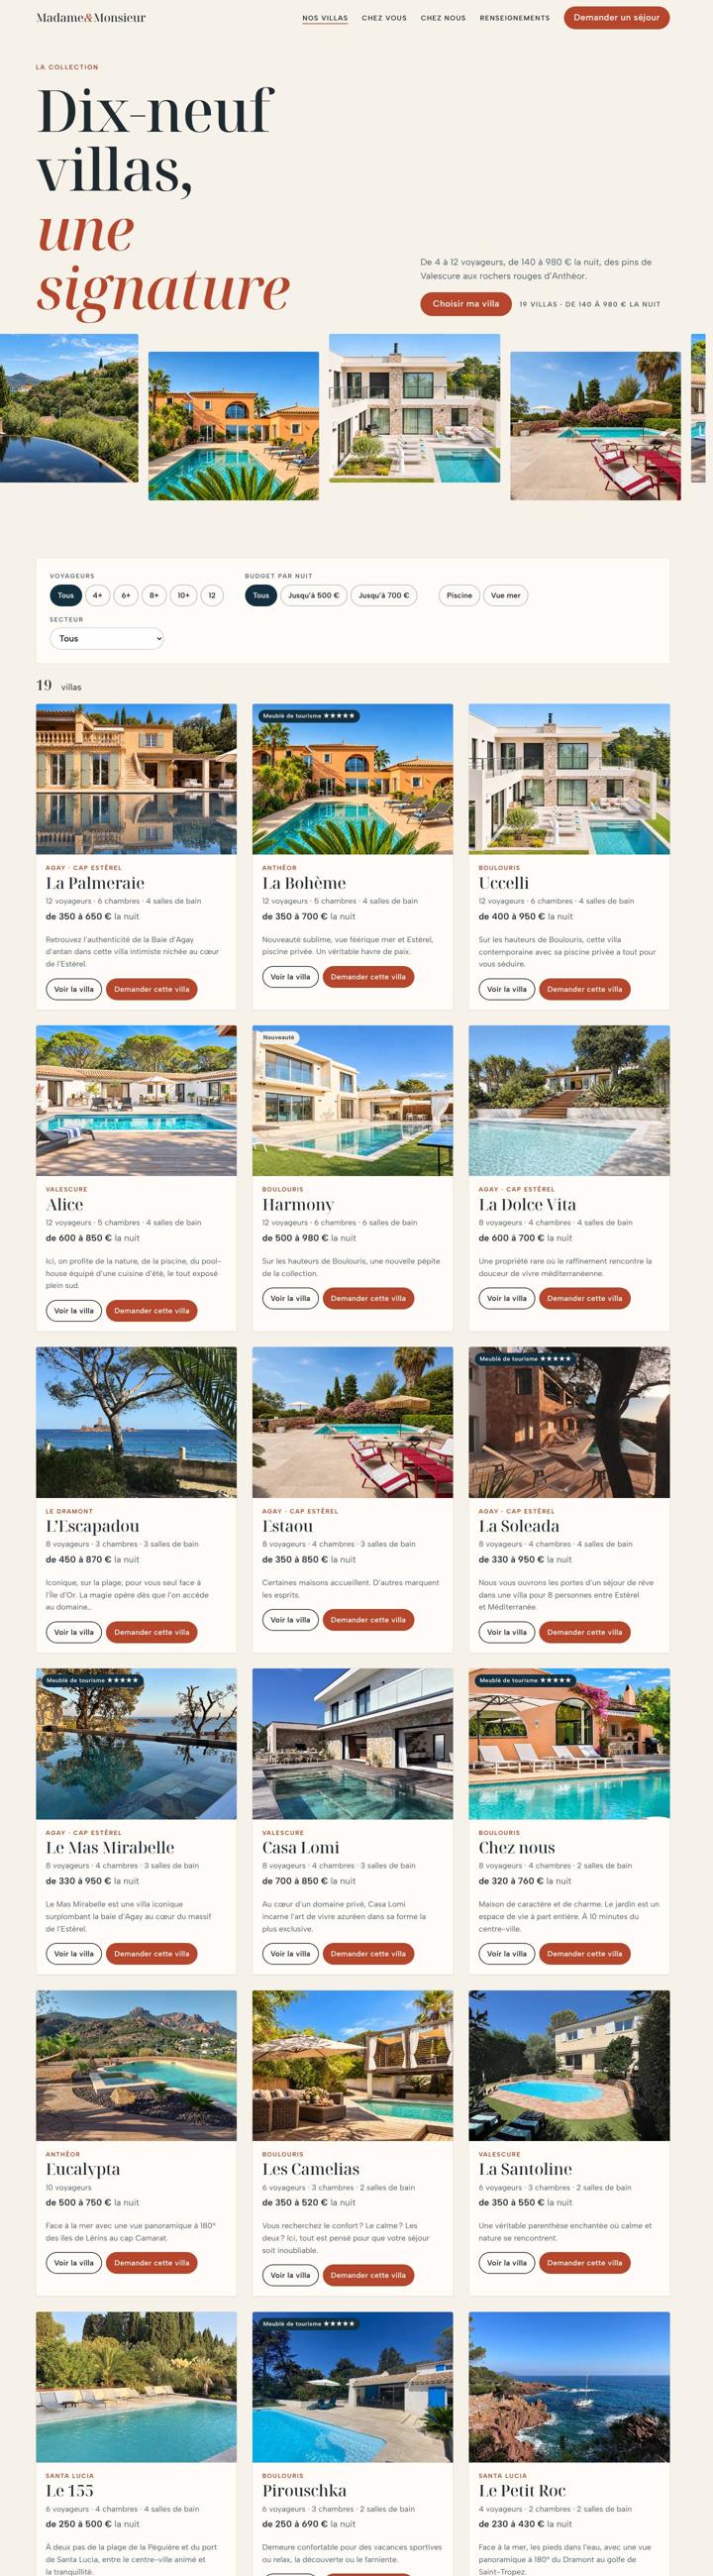 Madame&Monsieur
NOS VILLAS CHEZ VOUS CHEZ NOUS RENSEIGNEMENTS Demander un séjour
LA COLLECTION
Dix-neuf
villas,
une
signature
De 4 à 12 voyageurs, de 140 à 980 € la nuit, des pins de
Valescure aux rochers rouges d'Anthéor.
Choisir ma villa 19 VILLAS - DE 140 À 980 € LA NUIT
VOYAGEURS
Tous 4+ 6+ 8+ 10+ 12
BUDGET PAR NUIT
Tous Jusqu'à 500 € Jusqu'à 700 € Piscine Vue mer
SECTEUR
Tous
19 villas
AGAY - CAP ESTÉREL
La Palmeraie
12 voyageurs · 6 chambres · 4 salles de bain
de 350 à 650 € la nuit
Retrouvez l'authenticité de la Baie d'Agay
d'antan dans cette villa intimiste nichée au cœur
de l'Estérel.
Voir la villa Demander cette villa
Meublé de tourisme ★★★★★
ANTHÉOR
La Bohème
12 voyageurs · 5 chambres · 4 salles de bain
de 350 à 700 € la nuit
Nouveauté sublime, vue féérique mer et Estérel,
piscine privée. Un véritable havre de paix.
Voir la villa Demander cette villa
BOULOURIS
Uccelli
12 voyageurs · 6 chambres · 4 salles de bain
de 400 à 950 € la nuit
Sur les hauteurs de Boulouris, cette villa
contemporaine avec sa piscine privée a tout pour
vous séduire.
Voir la villa Demander cette villa
VALESCURE
Alice
12 voyageurs · 5 chambres · 4 salles de bain
de 600 à 850 € la nuit
Ici, on profite de la nature, de la piscine, du pool-
house équipé d'une cuisine d'été, le tout exposé
plein sud.
Voir la villa Demander cette villa
Nouveauté
BOULOURIS
Harmony
12 voyageurs · 6 chambres · 6 salles de bain
de 500 à 980 € la nuit
Sur les hauteurs de Boulouris, une nouvelle pépite
de la collection.
Voir la villa Demander cette villa
AGAY - CAP ESTÉREL
La Dolce Vita
8 voyageurs · 4 chambres · 4 salles de bain
de 600 à 700 € la nuit
Une propriété rare où le raffinement rencontre la
douceur de vivre méditerranéenne.
Voir la villa Demander cette villa
LE DRAMONT
L'Escapadou
8 voyageurs · 3 chambres · 3 salles de bain
de 450 à 870 € la nuit
Iconique, sur la plage, pour vous seul face à
l'Île d'Or. La magie opère dès que l'on accède
au domaine…
Voir la villa Demander cette villa
AGAY - CAP ESTÉREL
Estaou
8 voyageurs · 4 chambres · 3 salles de bain
de 350 à 850 € la nuit
Certaines maisons accueillent. D'autres marquent
les esprits.
Voir la villa Demander cette villa
Meublé de tourisme ★★★★★
AGAY - CAP ESTÉREL
La Soleada
8 voyageurs · 4 chambres · 4 salles de bain
de 330 à 950 € la nuit
Nous vous ouvrons les portes d'un séjour de rêve
dans une villa pour 8 personnes entre Estérel
et Méditerranée.
Voir la villa Demander cette villa
Meublé de tourisme ★★★★★
AGAY - CAP ESTÉREL
Le Mas Mirabelle
8 voyageurs · 4 chambres · 3 salles de bain
de 330 à 950 € la nuit
Le Mas Mirabelle est une villa iconique
surplombant la baie d'Agay au cœur du massif
de l'Estérel.
Voir la villa Demander cette villa
VALESCURE
Casa Lomi
8 voyageurs · 4 chambres · 3 salles de bain
de 700 à 850 € la nuit
Au cœur d'un domaine privé, Casa Lomi
incarne l'art de vivre azuréen dans sa forme la
plus exclusive.
Voir la villa Demander cette villa
Meublé de tourisme ★★★★★
BOULOURIS
Chez nous
8 voyageurs · 4 chambres · 2 salles de bain
de 320 à 760 € la nuit
Maison de caractère et de charme. Le jardin est un
espace de vie à part entière. À 10 minutes du
centre-ville.
Voir la villa Demander cette villa
ANTHÉOR
Eucalypta
10 voyageurs
de 500 à 750 € la nuit
Face à la mer avec une vue panoramique à 180°
des îles de Lérins au cap Camarat.
Voir la villa Demander cette villa
BOULOURIS
Les Camelias
6 voyageurs · 3 chambres · 2 salles de bain
de 350 à 520 € la nuit
Vous recherchez le confort ? Le calme ? Les
deux ? Ici, tout est pensé pour que votre séjour
soit inoubliable.
Voir la villa Demander cette villa
VALESCURE
La Santoline
6 voyageurs · 3 chambres · 2 salles de bain
de 350 à 550 € la nuit
Une véritable parenthèse enchantée où calme et
nature se rencontrent.
Voir la villa Demander cette villa
SANTA LUCIA
Le 155
6 voyageurs · 4 chambres · 4 salles de bain
de 250 à 500 € la nuit
À deux pas de la plage de la Péguière et du port
de Santa Lucia, entre le centre-ville animé et
la tranquillité.
Meublé de tourisme ★★★★★
BOULOURIS
Pirouschka
6 voyageurs · 3 chambres · 2 salles de bain
de 250 à 690 € la nuit
Demeure confortable pour des vacances sportives
ou relax, la découverte ou le farniente.
SANTA LUCIA
Le Petit Roc
4 voyageurs · 2 chambres · 2 salles de bain
de 230 à 430 € la nuit
Face à la mer, les pieds dans l'eau, avec une vue
panoramique à 180° du Dramont au golfe de
Saint-Tropez.